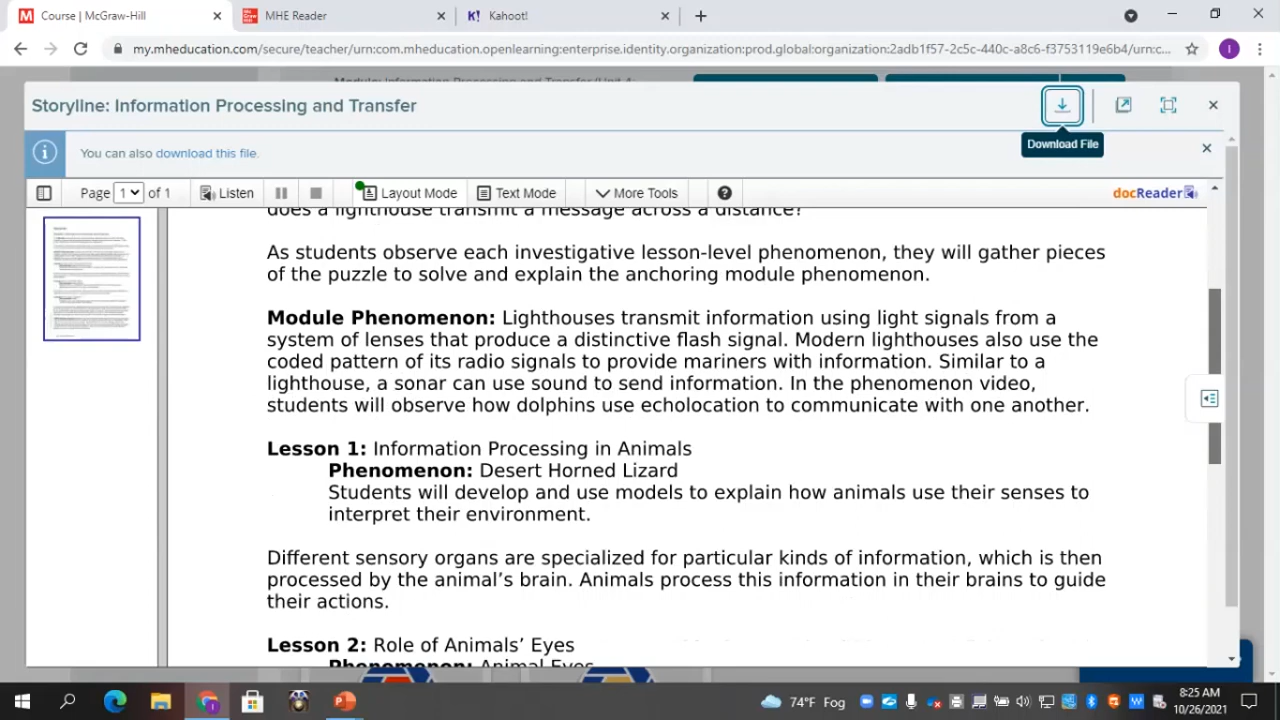 Course | McGraw-Hill
MHE Reader
K! Kahoot!
my.mheducation.com/secure/teacher/urn:com.mheducation.openlearning:enterprise.identity.organization:prod.global:organization:2adb1f57-2c5c-440c-a8c6-f3753119e6b4/urn:c...
Storyline: Information Processing and Transfer
You can also download this file.
Download File
Page 1 of 1 Listen Layout Mode Text Mode More Tools ? docReader
does a lighthouse transmit a message across a distance?
As students observe each investigative lesson-level phenomenon, they will gather pieces
of the puzzle to solve and explain the anchoring module phenomenon.
Module Phenomenon: Lighthouses transmit information using light signals from a
system of lenses that produce a distinctive flash signal. Modern lighthouses also use the
coded pattern of its radio signals to provide mariners with information. Similar to a
lighthouse, a sonar can use sound to send information. In the phenomenon video,
students will observe how dolphins use echolocation to communicate with one another.
Lesson 1: Information Processing in Animals
Phenomenon: Desert Horned Lizard
Students will develop and use models to explain how animals use their senses to
interpret their environment.
Different sensory organs are specialized for particular kinds of information, which is then
processed by the animal’s brain. Animals process this information in their brains to guide
their actions.
Lesson 2: Role of Animals’ Eyes
Phenomenon: Animal Eyes
74°F Fog
8:25 AM
10/26/2021